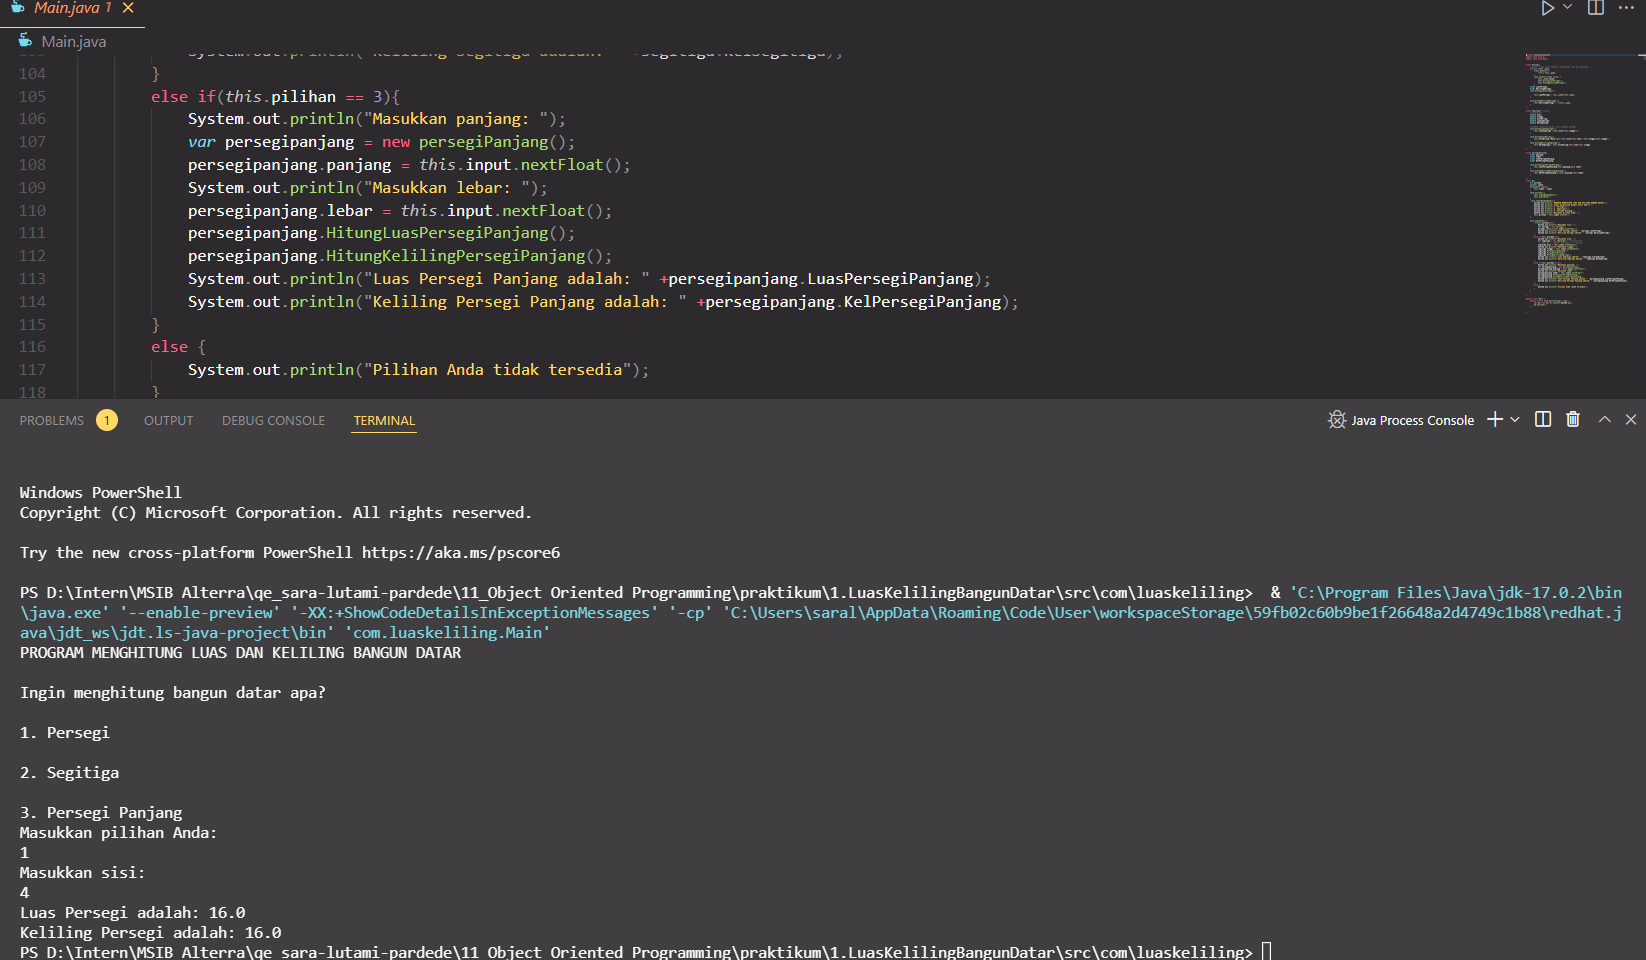 Main.java 1
Main.java
104 }
105 else if(this.pilihan == 3){
106 System.out.println("Masukkan panjang: ");
107 var persegipanjang = new persegiPanjang();
108 persegipanjang.panjang = this.input.nextFloat();
109 System.out.println("Masukkan lebar: ");
110 persegipanjang.lebar = this.input.nextFloat();
111 persegipanjang.HitungLuasPersegiPanjang();
112 persegipanjang.HitungKelilingPersegiPanjang();
113 System.out.println("Luas Persegi Panjang adalah: " +persegipanjang.LuasPersegiPanjang);
114 System.out.println("Keliling Persegi Panjang adalah: " +persegipanjang.KelPersegiPanjang);
115 }
116 else {
117 System.out.println("Pilihan Anda tidak tersedia");
118 }
PROBLEMS 1 OUTPUT DEBUG CONSOLE TERMINAL Java Process Console
Windows PowerShell
Copyright (C) Microsoft Corporation. All rights reserved.
Try the new cross-platform PowerShell https://aka.ms/pscore6
PS D:\Intern\MSIB Alterra\qe_sara-lutami-pardede\11_Object Oriented Programming\praktikum\1.LuasKelilingBangunDatar\src\com\luaskeliling> & 'C:\Program Files\Java\jdk-17.0.2\bin
\java.exe' '--enable-preview' '-XX:+ShowCodeDetailsInExceptionMessages' '-cp' 'C:\Users\saral\AppData\Roaming\Code\User\workspaceStorage\59fb02c60b9be1f26648a2d4749c1b88\redhat.j
ava\jdt_ws\jdt.ls-java-project\bin' 'com.luaskeliling.Main'
PROGRAM MENGHITUNG LUAS DAN KELILING BANGUN DATAR
Ingin menghitung bangun datar apa?
1. Persegi
2. Segitiga
3. Persegi Panjang
Masukkan pilihan Anda:
1
Masukkan sisi:
4
Luas Persegi adalah: 16.0
Keliling Persegi adalah: 16.0
PS D:\Intern\MSIB Alterra\qe_sara-lutami-pardede\11_Object Oriented Programming\praktikum\1.LuasKelilingBangunDatar\src\com\luaskeliling>